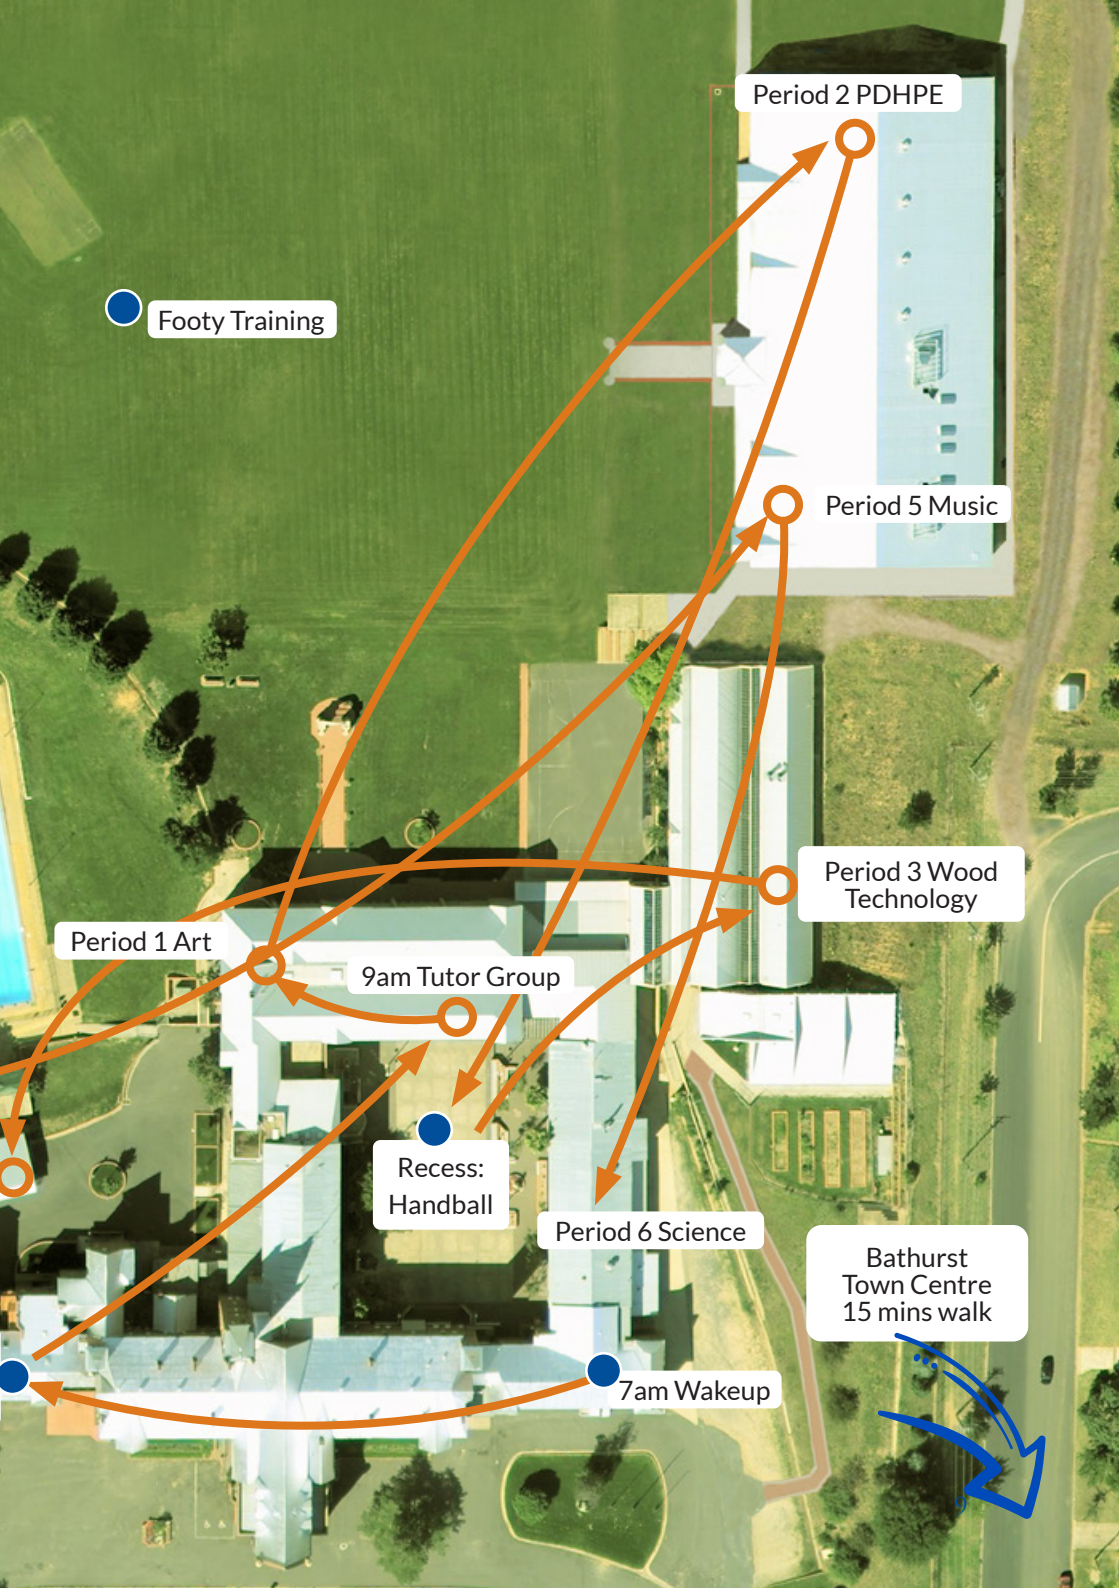 Period 2 PDHPE
Footy Training
Period 5 Music
Period 3 Wood
Technology
Period 1 Art
9am Tutor Group
Recess:
Handball
Period 6 Science
Bathurst
Town Centre
15 mins walk
7am Wakeup